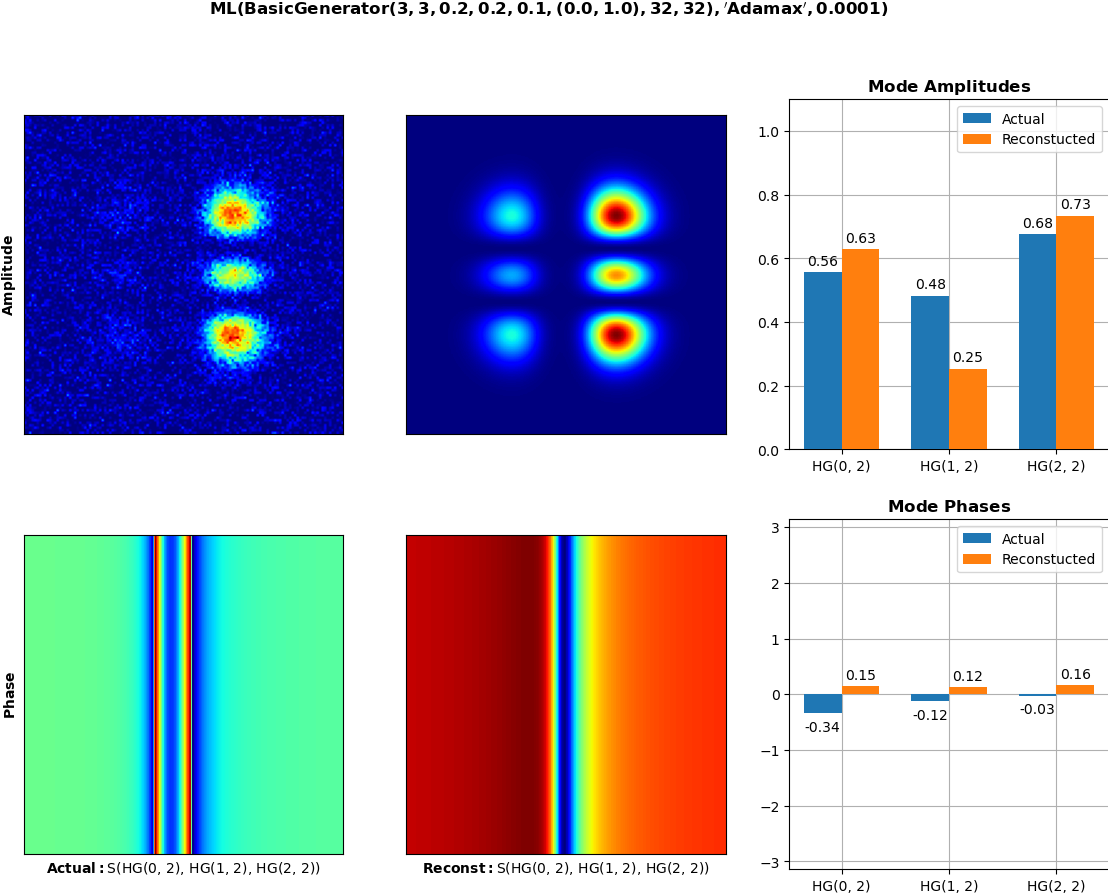 ML(BasicGenerator(3, 3, 0.2, 0.2, 0.1, (0.0, 1.0), 32, 32), ′Adamax′, 0.0001)
Amplitude
Mode Amplitudes
Actual
Reconstucted
1.0
0.8
0.6
0.4
0.2
0.0
0.56
0.63
0.48
0.25
0.68
0.73
HG(0, 2)
HG(1, 2)
HG(2, 2)
Phase
Actual: S(HG(0, 2), HG(1, 2), HG(2, 2))
Reconst: S(HG(0, 2), HG(1, 2), HG(2, 2))
Mode Phases
Actual
Reconstucted
3
2
1
0
−1
−2
−3
-0.34
0.15
-0.12
0.12
-0.03
0.16
HG(0, 2)
HG(1, 2)
HG(2, 2)